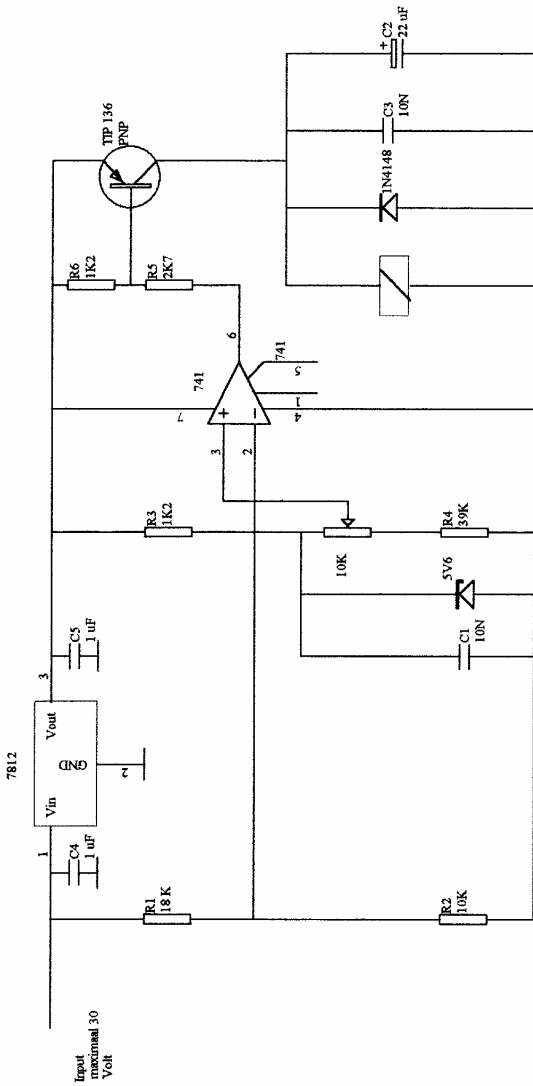 Input
maximaal 30
Volt
1
Vin
7812
Vout
GND
2
3
C4
1 uF
C5
1 uF
R1
18 K
R2
10K
R3
1K2
10K
R4
39K
5V6
C1
10N
3
2
7
741
+
–
4
1
5
741
6
R6
1K2
R5
2K7
TIP 136
PNP
1N4148
C3
10N
+
C2
22 uF